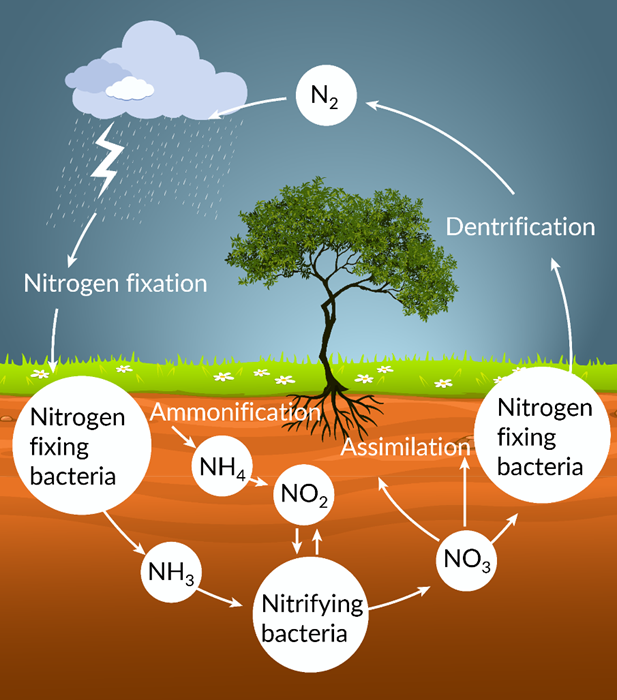 N₂
Dentrification
Nitrogen fixation
Nitrogen
fixing
bacteria
Ammonification
Assimilation
Nitrogen
fixing
bacteria
NH₄
NO₂
NH₃
NO₃
Nitrifying
bacteria